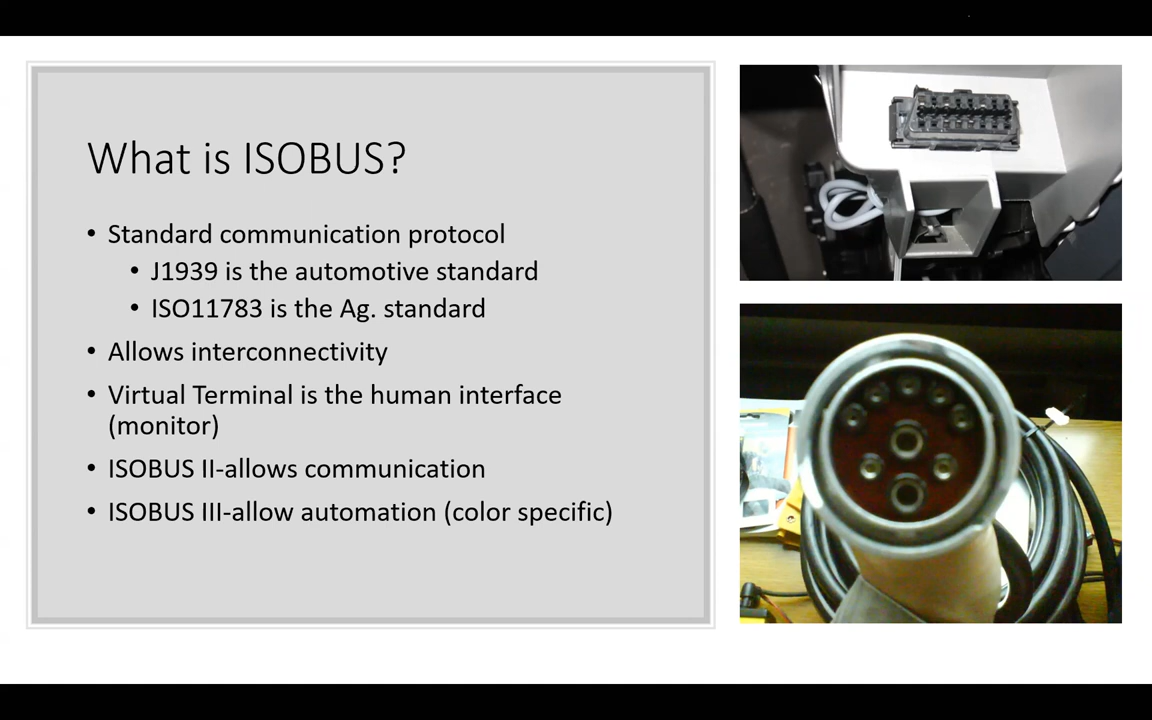 What is ISOBUS?
• Standard communication protocol
• J1939 is the automotive standard
• ISO11783 is the Ag. standard
• Allows interconnectivity
• Virtual Terminal is the human interface
(monitor)
• ISOBUS II-allows communication
• ISOBUS III-allow automation (color specific)